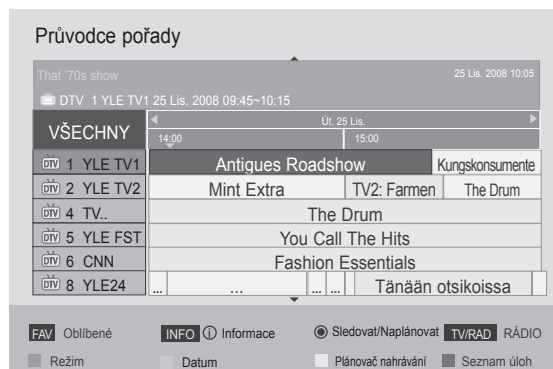 Průvodce pořady
That '70s show
25 Lis. 2008 10:05
DTV 1 YLE TV1 25 Lis. 2008 09:45~10:15
VŠECHNY
Út. 25 Lis.
14:00 15:00
DTV 1 YLE TV1 Antigues Roadshow Kungskonsumente
DTV 2 YLE TV2 Mint Extra TV2: Farmen The Drum
DTV 4 TV.. The Drum
DTV 5 YLE FST You Call The Hits
DTV 6 CNN Fashion Essentials
DTV 8 YLE24 ... ... ... ... Tänään otsikoissa
FAV Oblíbené INFO i Informace Sledovat/Naplánovat TV/RAD RÁDIO
Režim Datum Plánovač nahrávání Seznam úloh